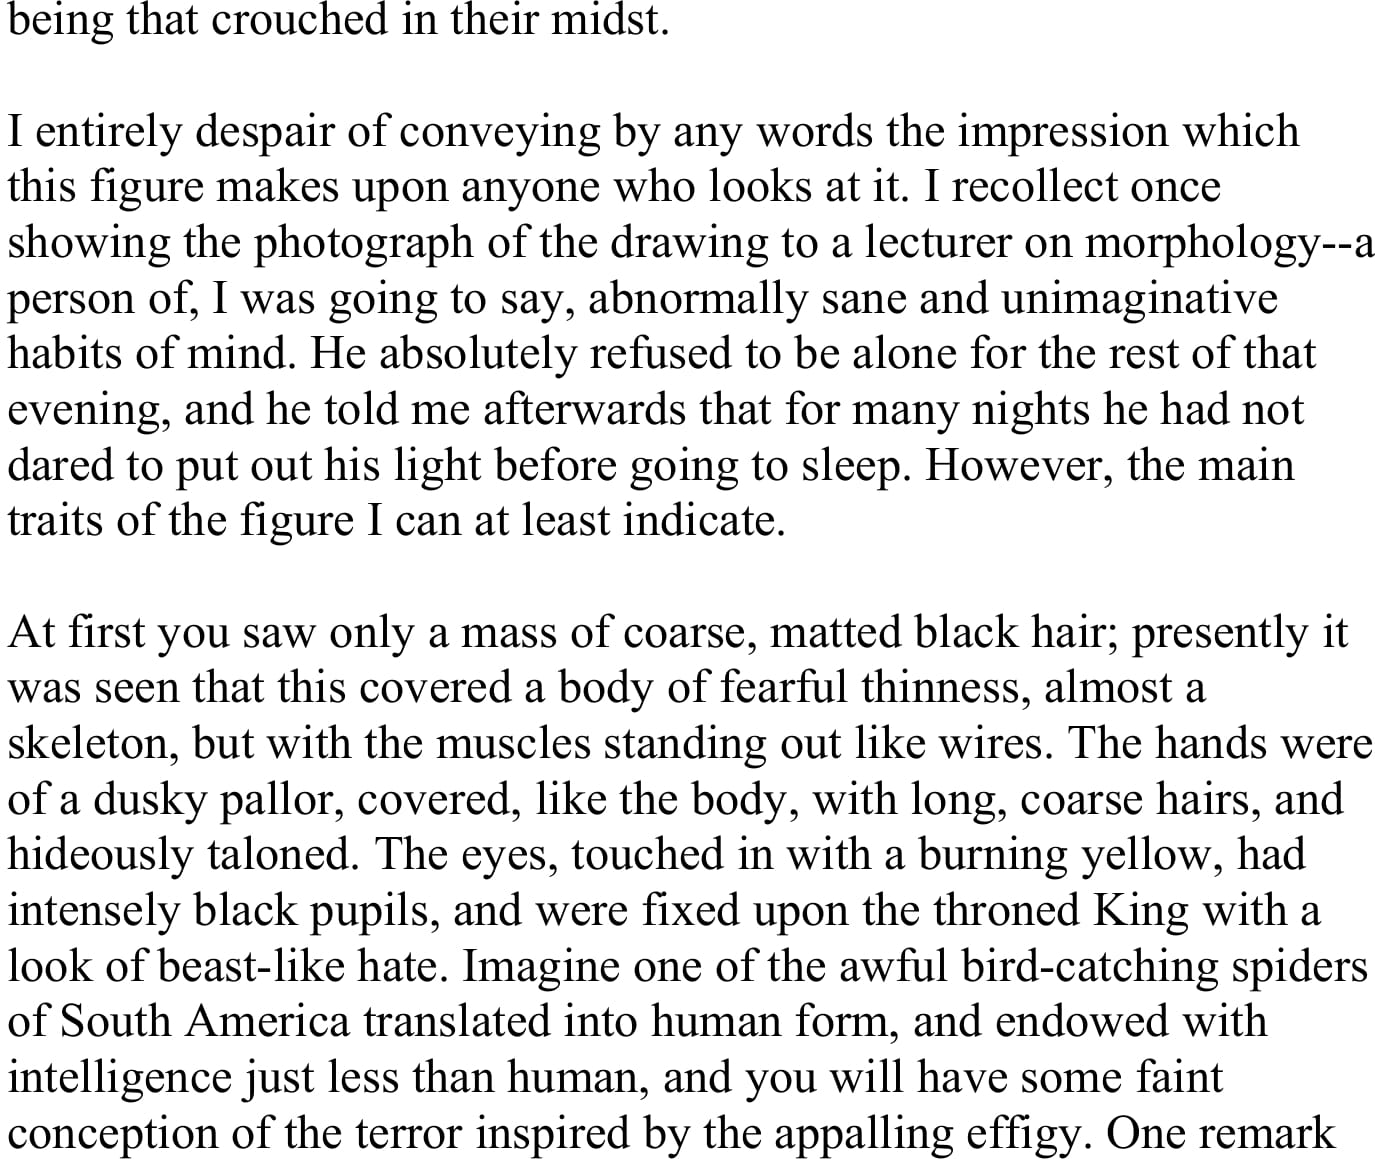 being that crouched in their midst.
I entirely despair of conveying by any words the impression which
this figure makes upon anyone who looks at it. I recollect once
showing the photograph of the drawing to a lecturer on morphology--a
person of, I was going to say, abnormally sane and unimaginative
habits of mind. He absolutely refused to be alone for the rest of that
evening, and he told me afterwards that for many nights he had not
dared to put out his light before going to sleep. However, the main
traits of the figure I can at least indicate.
At first you saw only a mass of coarse, matted black hair; presently it
was seen that this covered a body of fearful thinness, almost a
skeleton, but with the muscles standing out like wires. The hands were
of a dusky pallor, covered, like the body, with long, coarse hairs, and
hideously taloned. The eyes, touched in with a burning yellow, had
intensely black pupils, and were fixed upon the throned King with a
look of beast-like hate. Imagine one of the awful bird-catching spiders
of South America translated into human form, and endowed with
intelligence just less than human, and you will have some faint
conception of the terror inspired by the appalling effigy. One remark